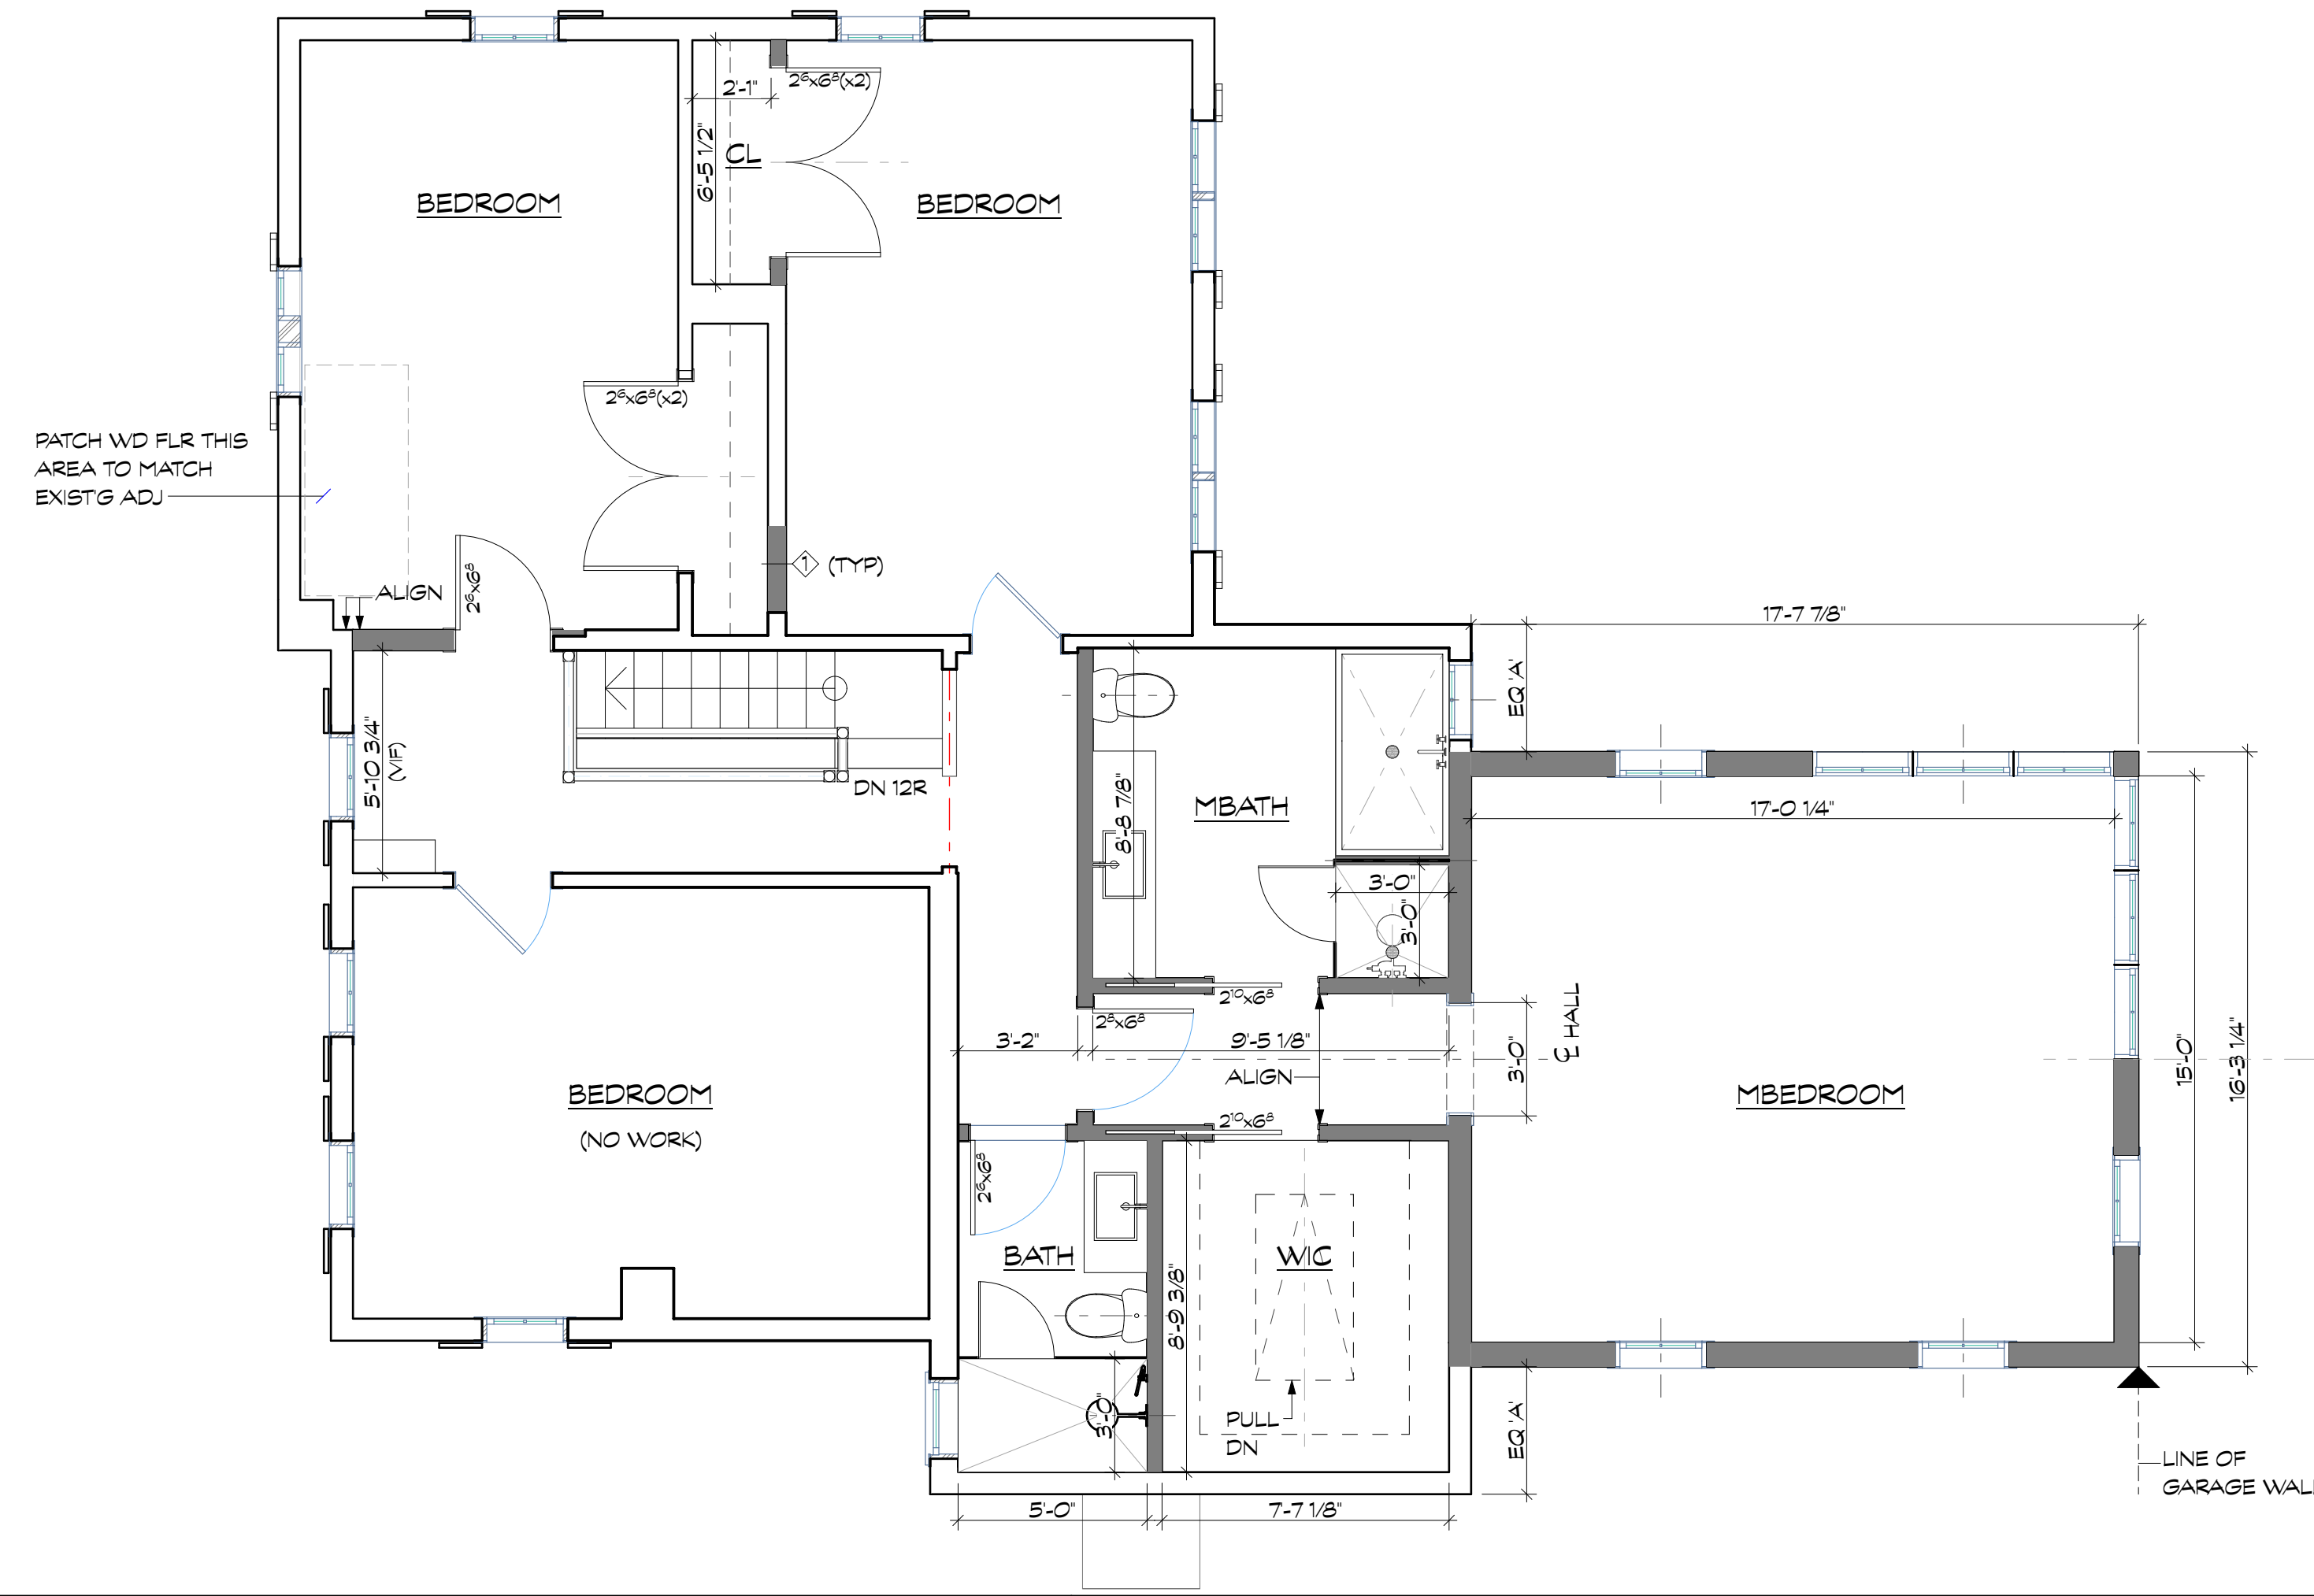 2'-1"
2⁶x6⁸(x2)
6'-5 1/2"
CL
BEDROOM
BEDROOM
2⁶x6⁸(x2)
PATCH WD FLR THIS
AREA TO MATCH
EXIST'G ADJ
1 (TYP)
ALIGN
2⁶x6⁸
17'-7 7/8"
EQ 'A'
5'-10 3/4"
(VIF)
DN 12R
8'-8 7/8"
MBATH
17'-0 1/4"
3'-0"
3'-0"
2¹⁰x6⁸
2⁸x6⁸
3'-2"
9'-5 1/8"
ALIGN
3'-0"
℄ HALL
15'-0"
16'-3 1/4"
BEDROOM
(NO WORK)
MBEDROOM
2¹⁰x6⁸
2⁶x6⁸
BATH
WIC
8'-9 3/8"
3'-0"
PULL
DN
EQ 'A'
LINE OF
GARAGE WAL
5'-0"
7'-7 1/8"